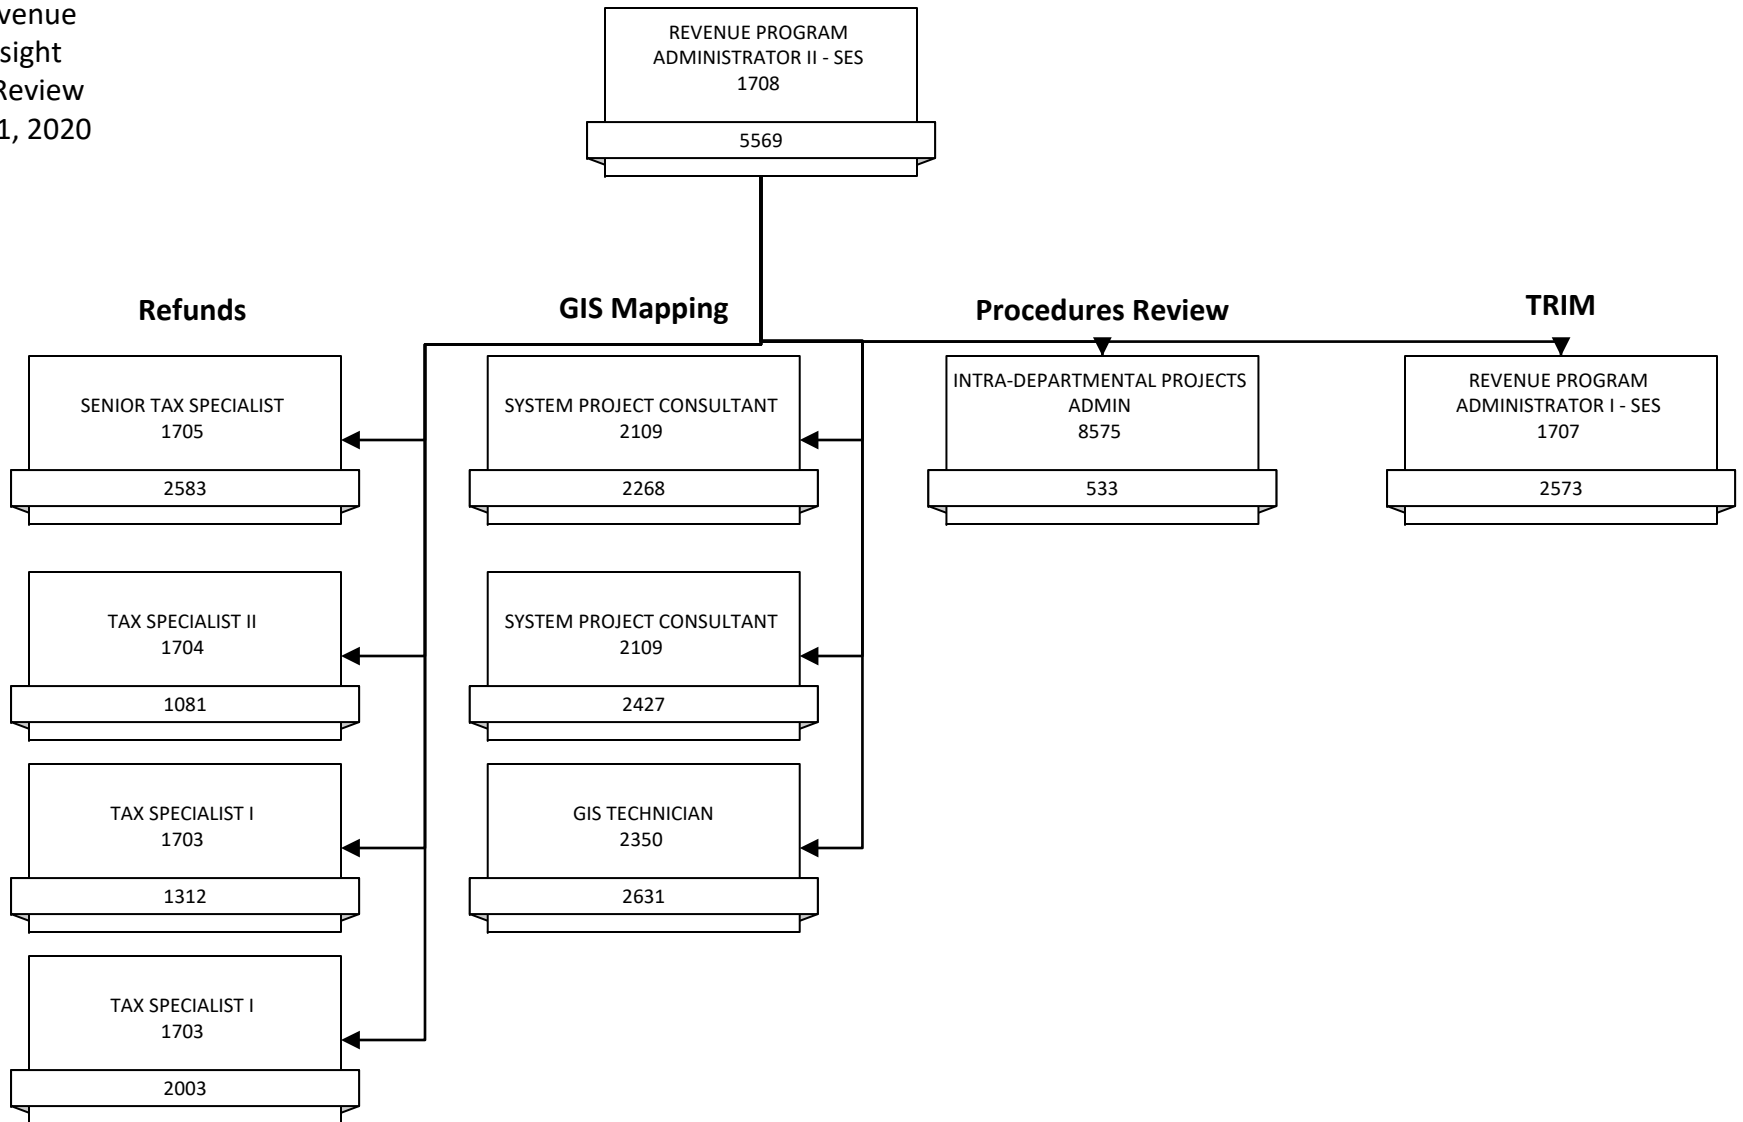 sight
Review
1, 2020
REVENUE PROGRAM
ADMINISTRATOR II - SES
1708
5569
Refunds
GIS Mapping
Procedures Review
TRIM
SENIOR TAX SPECIALIST
1705
2583
SYSTEM PROJECT CONSULTANT
2109
2268
INTRA-DEPARTMENTAL PROJECTS
ADMIN
8575
533
REVENUE PROGRAM
ADMINISTRATOR I - SES
1707
2573
TAX SPECIALIST II
1704
1081
SYSTEM PROJECT CONSULTANT
2109
2427
TAX SPECIALIST I
1703
1312
GIS TECHNICIAN
2350
2631
TAX SPECIALIST I
1703
2003